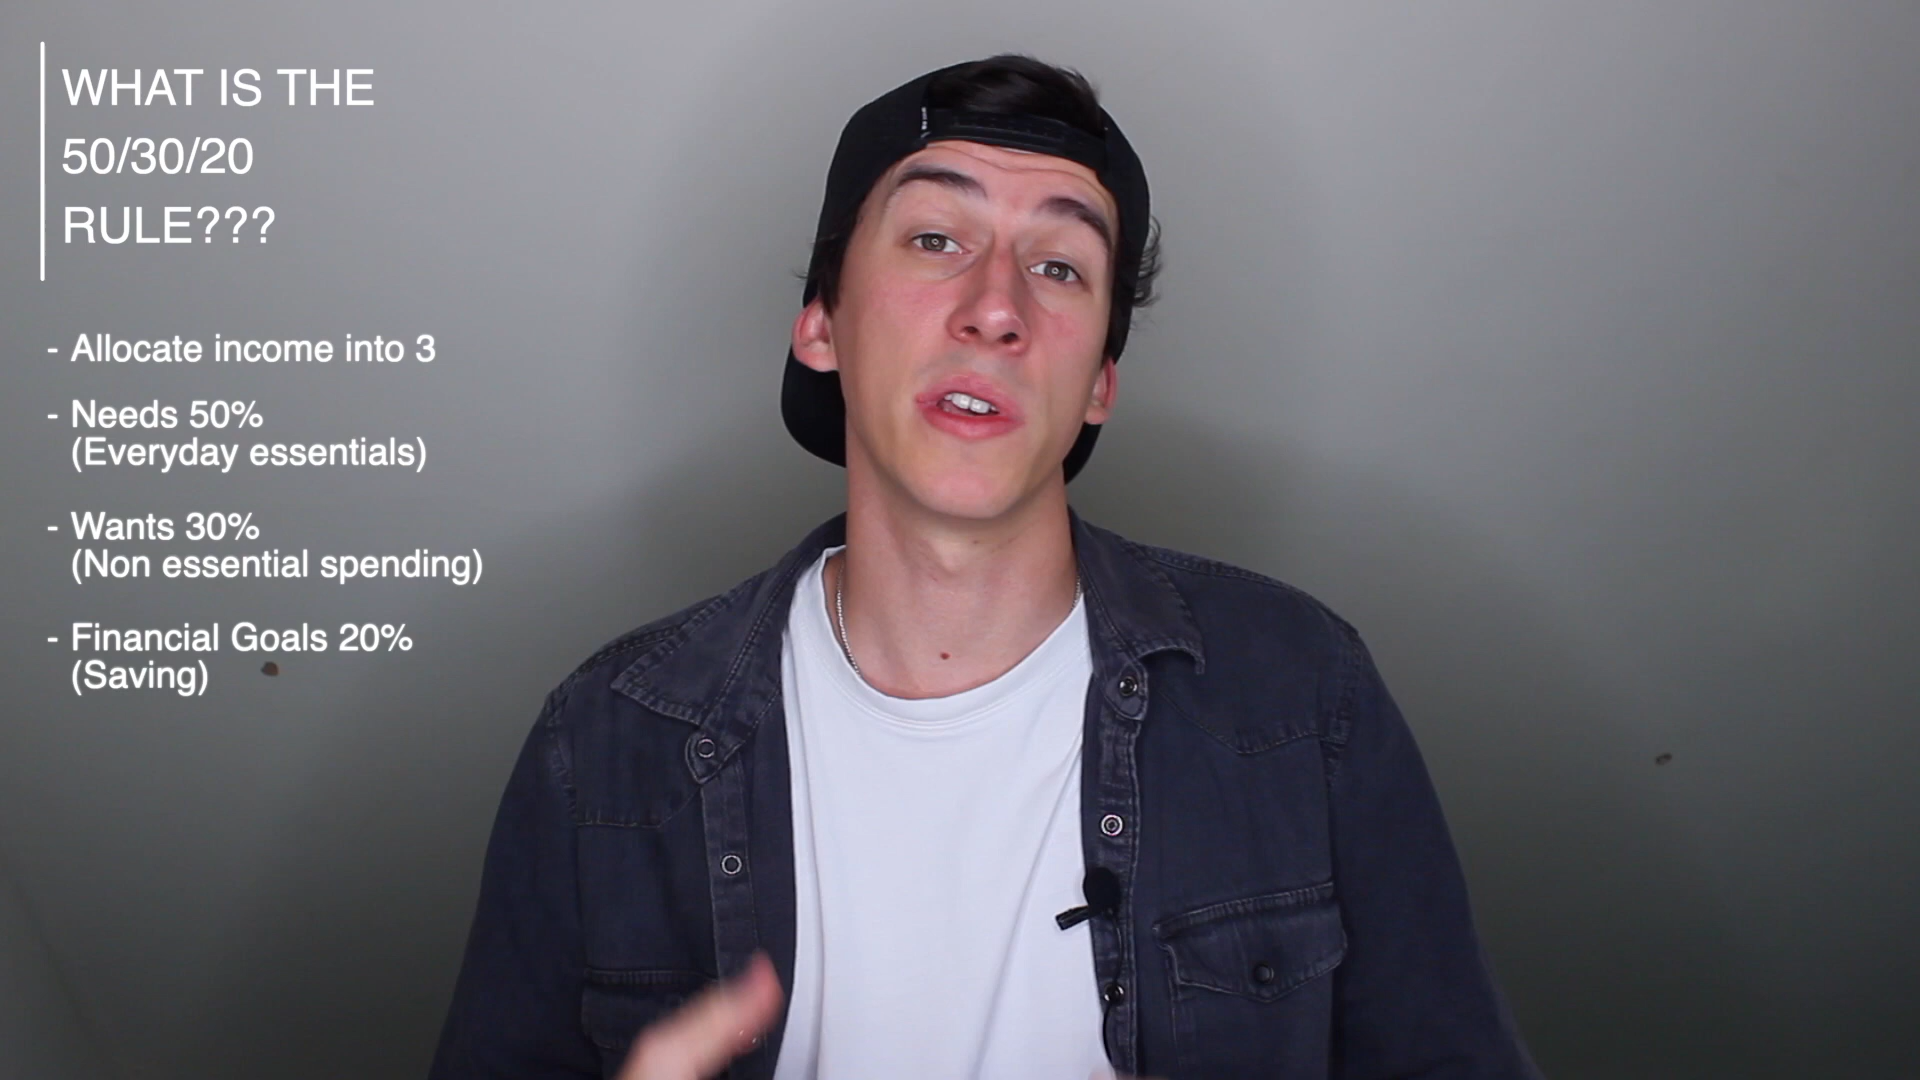 WHAT IS THE
50/30/20
RULE???
- Allocate income into 3
- Needs 50%
(Everyday essentials)
- Wants 30%
(Non essential spending)
- Financial Goals 20%
(Saving)